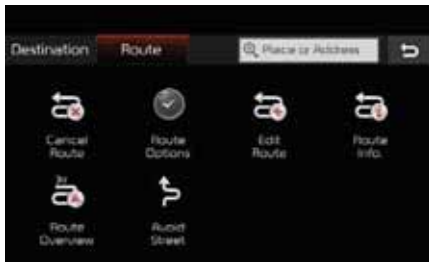 Destination
Route
Place or Address
Cancel
Route
Route
Options
Edit
Route
Route
Info.
Route
Overview
Avoid
Street